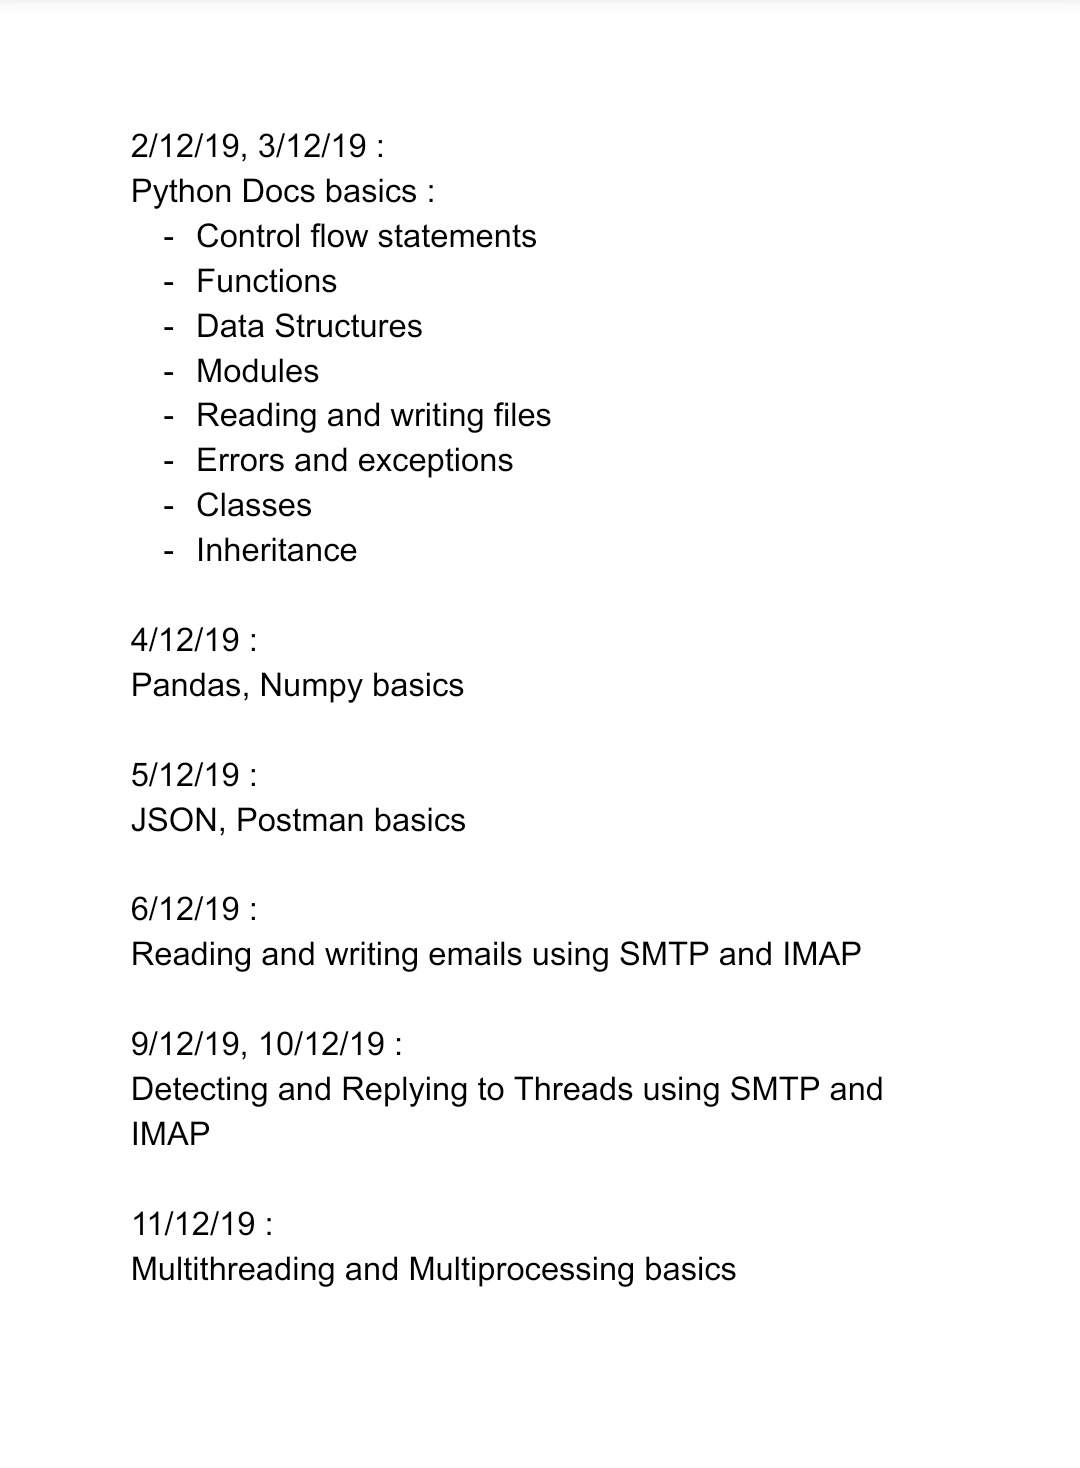 2/12/19, 3/12/19 :
Python Docs basics :
- Control flow statements
- Functions
- Data Structures
- Modules
- Reading and writing files
- Errors and exceptions
- Classes
- Inheritance
4/12/19 :
Pandas, Numpy basics
5/12/19 :
JSON, Postman basics
6/12/19 :
Reading and writing emails using SMTP and IMAP
9/12/19, 10/12/19 :
Detecting and Replying to Threads using SMTP and
IMAP
11/12/19 :
Multithreading and Multiprocessing basics